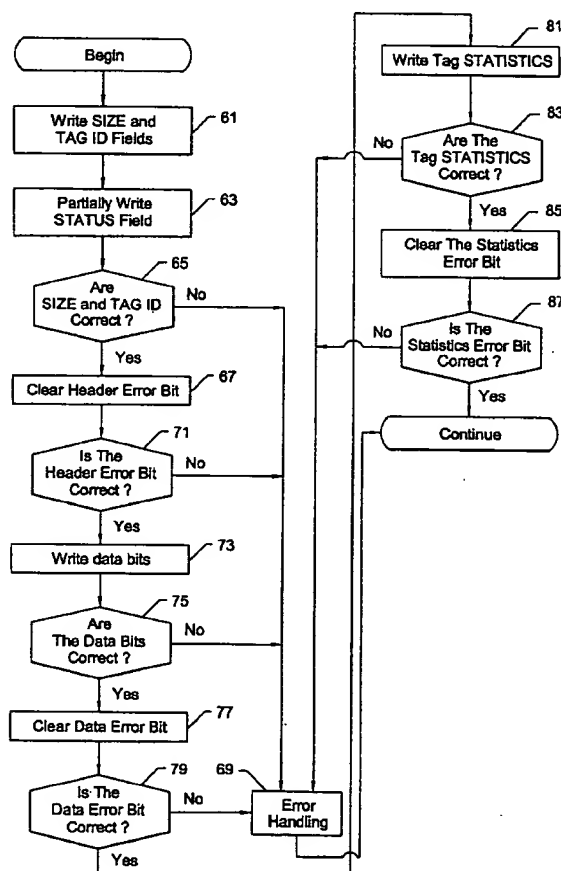 Begin
Write SIZE and
TAG ID Fields
61
Partially Write
STATUS Field
63
65
Are
SIZE and TAG ID
Correct ?
No
Yes
Clear Header Error Bit
67
71
Is The
Header Error Bit
Correct ?
No
Yes
Write data bits
73
75
Are
The Data Bits
Correct ?
No
Yes
Clear Data Error Bit
77
79
Is The
Data Error Bit
Correct ?
No
Yes
69
Error
Handling
81
Write Tag STATISTICS
83
Are The
Tag STATISTICS
Correct ?
No
Yes
85
Clear The Statistics
Error Bit
87
Is The
Statistics Error Bit
Correct ?
No
Yes
Continue